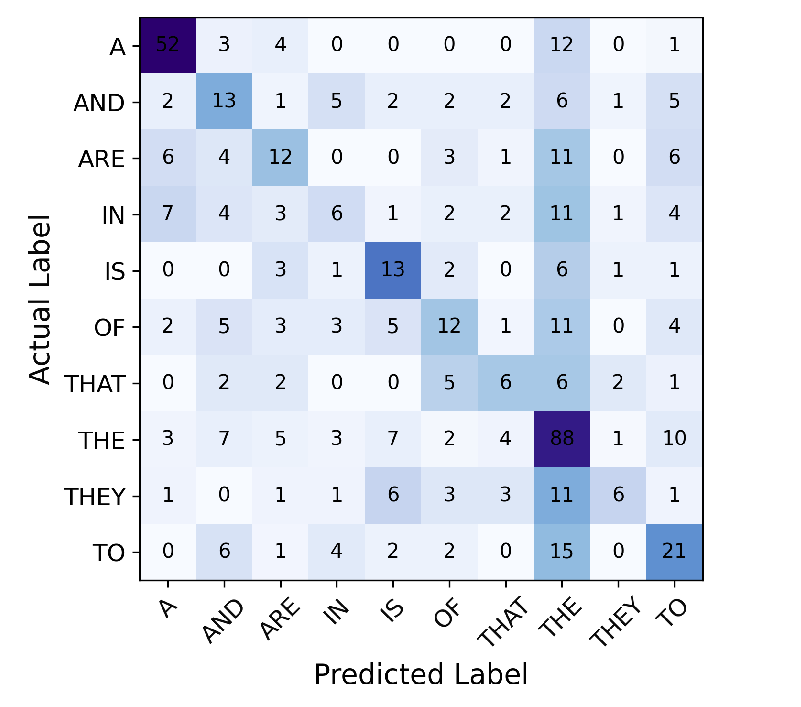 A 52 3 4 0 0 0 0 12 0 1
AND 2 13 1 5 2 2 2 6 1 5
ARE 6 4 12 0 0 3 1 11 0 6
IN 7 4 3 6 1 2 2 11 1 4
IS 0 0 3 1 13 2 0 6 1 1
OF 2 5 3 3 5 12 1 11 0 4
THAT 0 2 2 0 0 5 6 6 2 1
THE 3 7 5 3 7 2 4 88 1 10
THEY 1 0 1 1 6 3 3 11 6 1
TO 0 6 1 4 2 2 0 15 0 21
A AND ARE IN IS OF THAT THE THEY TO
Predicted Label
Actual Label